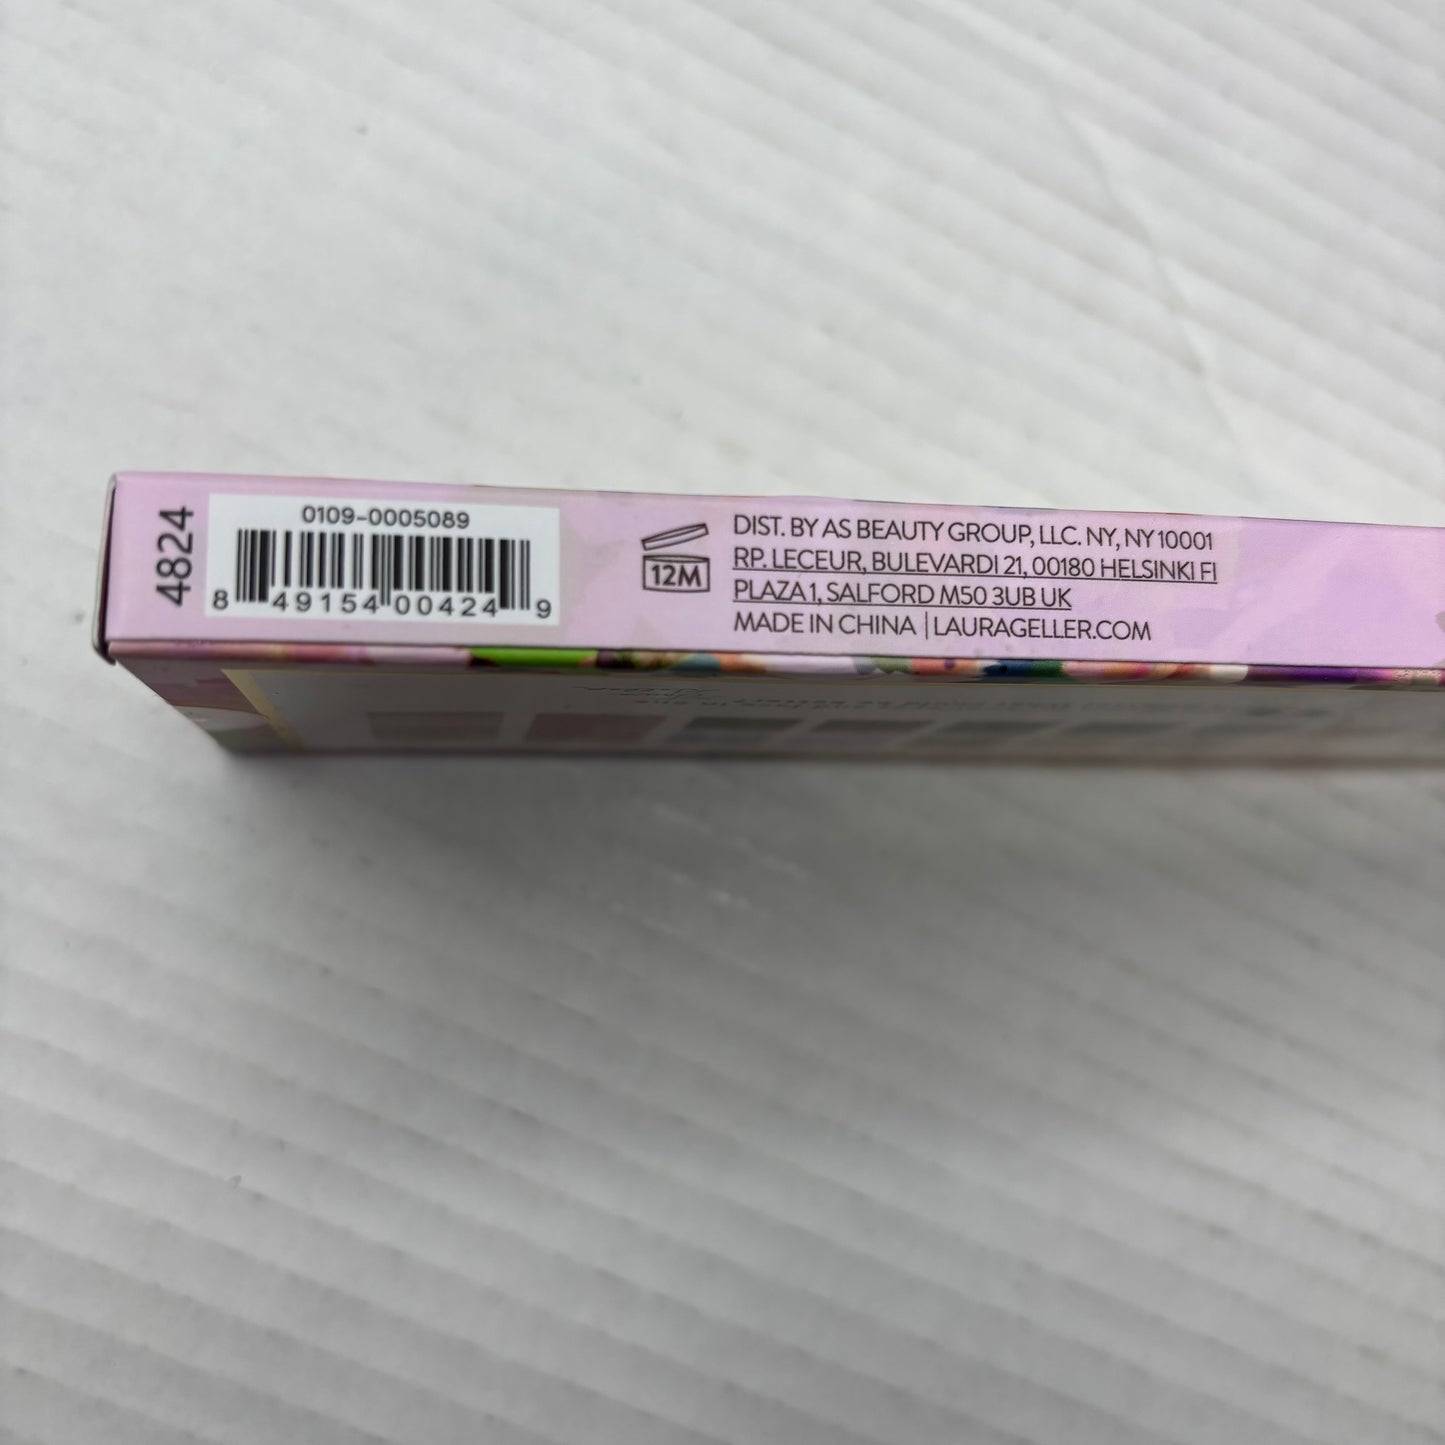 4824
0109-0005089
8 49154 00424 9
12M
DIST. BY AS BEAUTY GROUP, LLC. NY, NY 10001
RP. LECEUR, BULEVARDI 21, 00180 HELSINKI FI
PLAZA 1, SALFORD M50 3UB UK
MADE IN CHINA | LAURAGELLER.COM